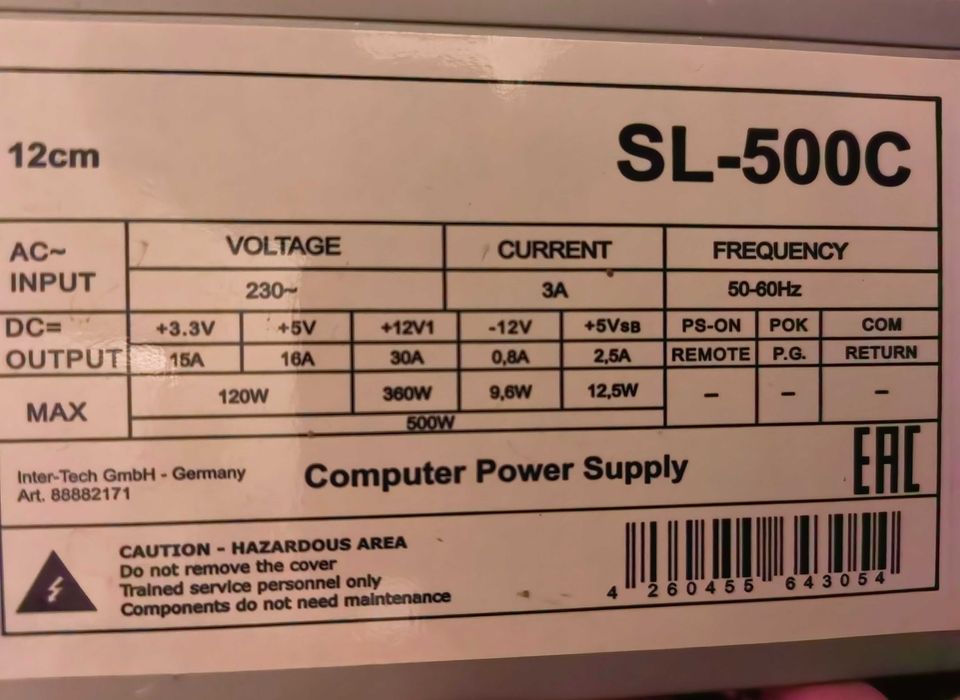 12cm
SL-500C
AC~ INPUT
VOLTAGE CURRENT FREQUENCY
230~ 3A 50-60Hz
DC= OUTPUT
+3.3V +5V +12V1 -12V +5VSB PS-ON POK COM
15A 16A 30A 0,8A 2,5A REMOTE P.G. RETURN
MAX
120W 360W 9,6W 12,5W – – –
500W
Inter-Tech GmbH - Germany
Art. 88882171
Computer Power Supply
EAC
CAUTION - HAZARDOUS AREA
Do not remove the cover
Trained service personnel only
Components do not need maintenance
4 260455 643054